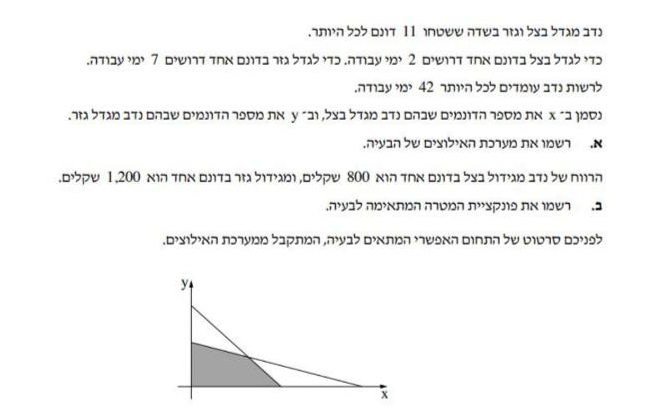 נדב מגדל בצל וגזר בשדה ששטחו 11 דונם לכל היותר.
כדי לגדל בצל בדונם אחד דרושים 2 ימי עבודה. כדי לגדל גזר בדונם אחד דרושים 7 ימי עבודה.
לרשות נדב עומדים לכל היותר 42 ימי עבודה.
נסמן ב־ x את מספר הדונמים שבהם נדב מגדל בצל, וב־ y את מספר הדונמים שבהם נדב מגדל גזר.
א. רשמו את מערכת האילוצים של הבעיה.
הרווח של נדב מגידול בצל בדונם אחד הוא 800 שקלים, ומגידול גזר בדונם אחד הוא 1,200 שקלים.
ב. רשמו את פונקציית המטרה המתאימה לבעיה.
לפניכם סרטוט של התחום האפשרי המתאים לבעיה, המתקבל ממערכת האילוצים.
y
x